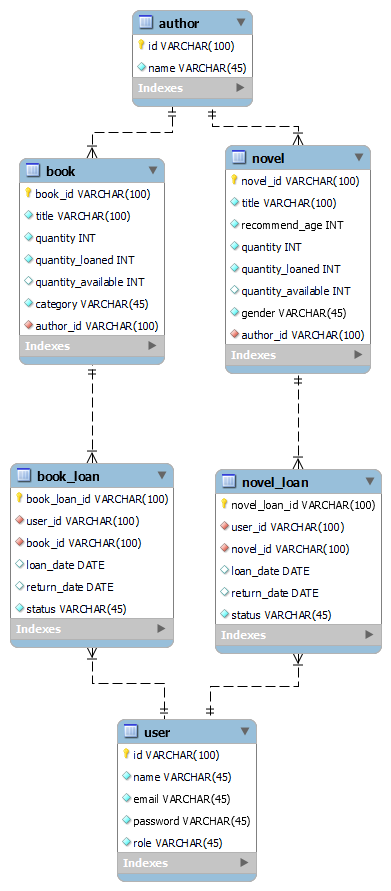 author
id VARCHAR(100)
name VARCHAR(45)
Indexes
book
book_id VARCHAR(100)
title VARCHAR(100)
quantity INT
quantity_loaned INT
quantity_available INT
category VARCHAR(45)
author_id VARCHAR(100)
Indexes
novel
novel_id VARCHAR(100)
title VARCHAR(100)
recommend_age INT
quantity INT
quantity_loaned INT
quantity_available INT
gender VARCHAR(45)
author_id VARCHAR(100)
Indexes
book_loan
book_loan_id VARCHAR(100)
user_id VARCHAR(100)
book_id VARCHAR(100)
loan_date DATE
return_date DATE
status VARCHAR(45)
Indexes
novel_loan
novel_loan_id VARCHAR(100)
user_id VARCHAR(100)
novel_id VARCHAR(100)
loan_date DATE
return_date DATE
status VARCHAR(45)
Indexes
user
id VARCHAR(100)
name VARCHAR(45)
email VARCHAR(45)
password VARCHAR(45)
role VARCHAR(45)
Indexes